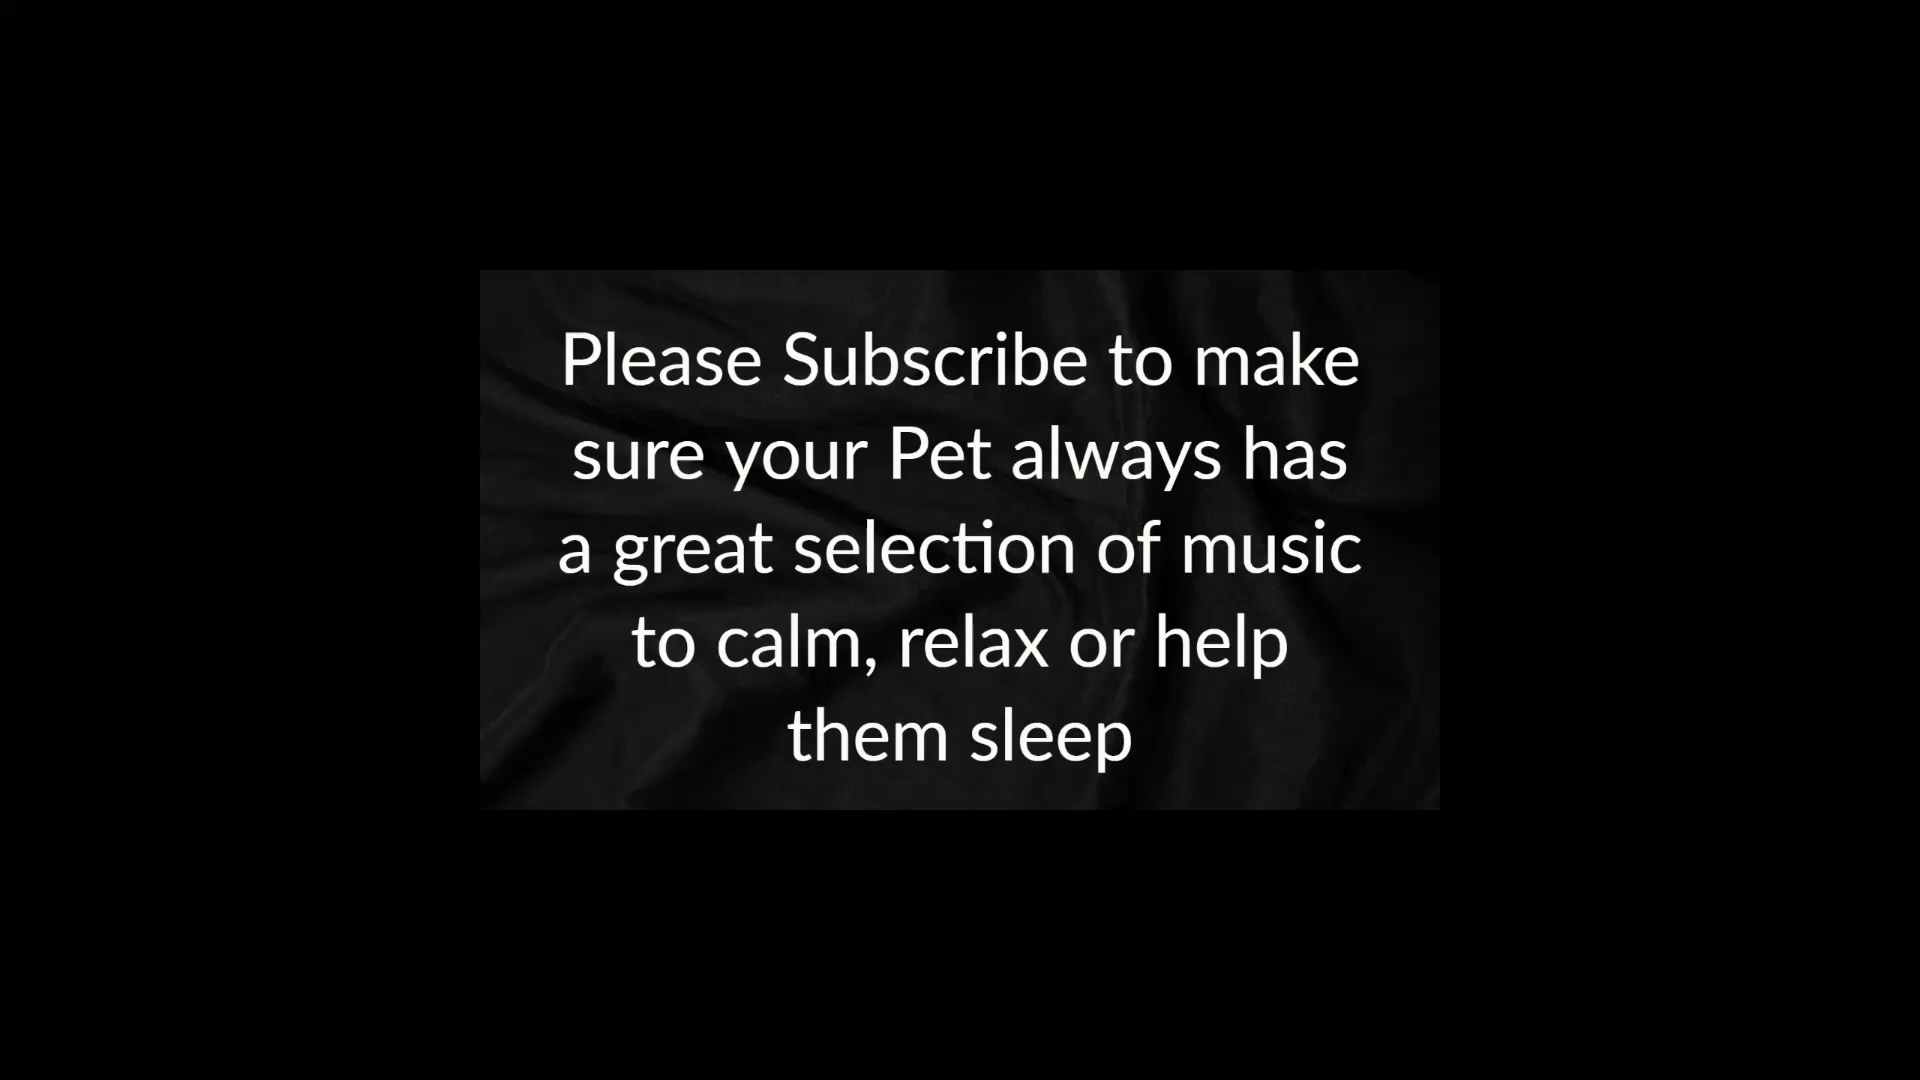 Please Subscribe to make
sure your Pet always has
a great selection of music
to calm, relax or help
them sleep